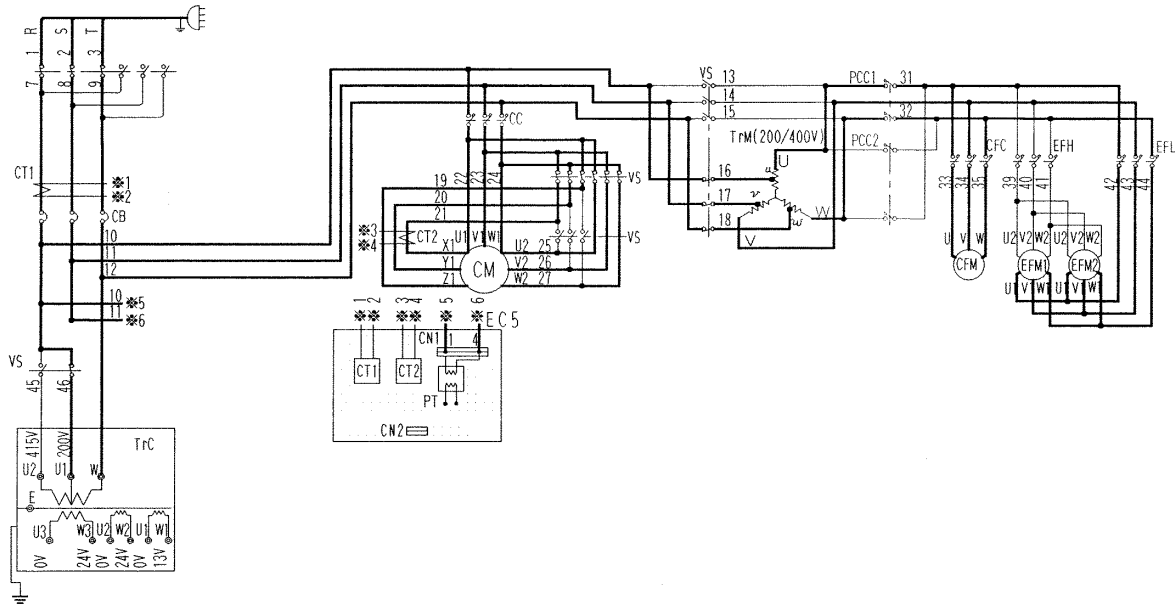 R S T
1 2 3
7 8 9
CT1
※1
※2
CB
10
11
12
10 ※5
11 ※6
VS
45 46
415V 200V
TrC
U2 U1 W
E
U3 W3 U2 W2 U1 W1
0V 24V 0V 24V 0V 13V
CC
22 23 24
VS
19
20
21
※3
※4
CT2
U1 V1 W1
X1
Y1
Z1
CM
U2 25
V2 26
W2 27
VS
※1 ※2 ※3 ※4 ※5 ※6
EC5
CN1 1 4
CT1 CT2
PT
CN2
VS 13
14
15
TrM(200/400V)
16
17
18
u U
v V
w W
PCC1 31
32
PCC2
CFC
33 34 35
U V W
CFM
EFH
39 40 41
U2 V2 W2 U2 V2 W2
EFM1 EFM2
U1 V1 W1 U1 V1 W1
EFL
42 43 44